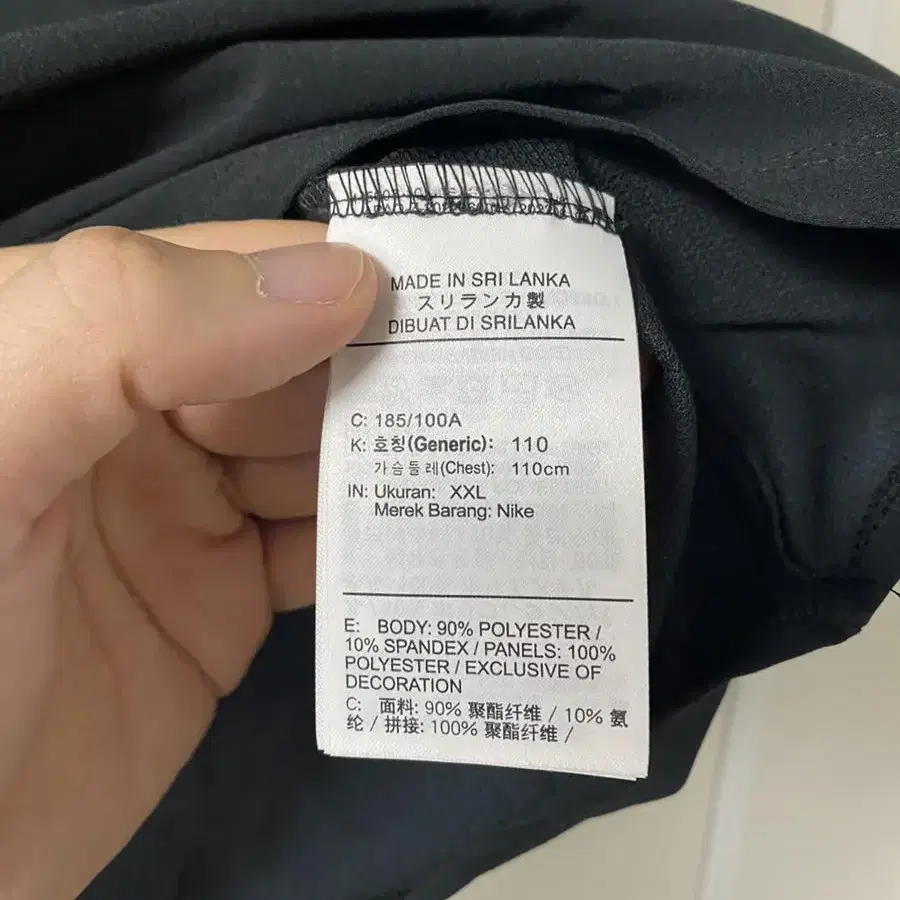 MADE IN SRI LANKA
スリランカ製
DIBUAT DI SRILANKA
C: 185/100A
K: 호칭(Generic): 110
가슴둘레(Chest): 110cm
IN: Ukuran: XXL
Merek Barang: Nike
E: BODY: 90% POLYESTER /
10% SPANDEX / PANELS: 100%
POLYESTER / EXCLUSIVE OF
DECORATION
C: 面料: 90% 聚酯纤维 / 10% 氨
纶 / 拼接: 100% 聚酯纤维 /